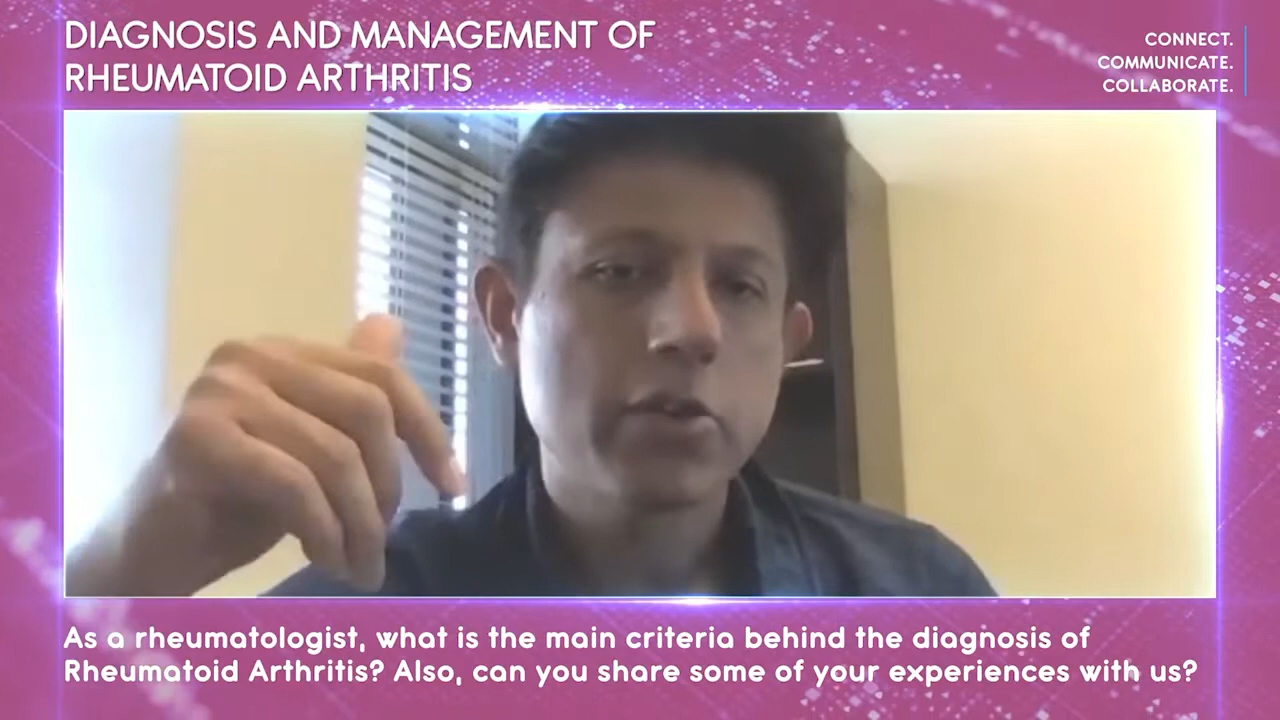 DIAGNOSIS AND MANAGEMENT OF
RHEUMATOID ARTHRITIS
CONNECT.
COMMUNICATE.
COLLABORATE.
As a rheumatologist, what is the main criteria behind the diagnosis of
Rheumatoid Arthritis? Also, can you share some of your experiences with us?